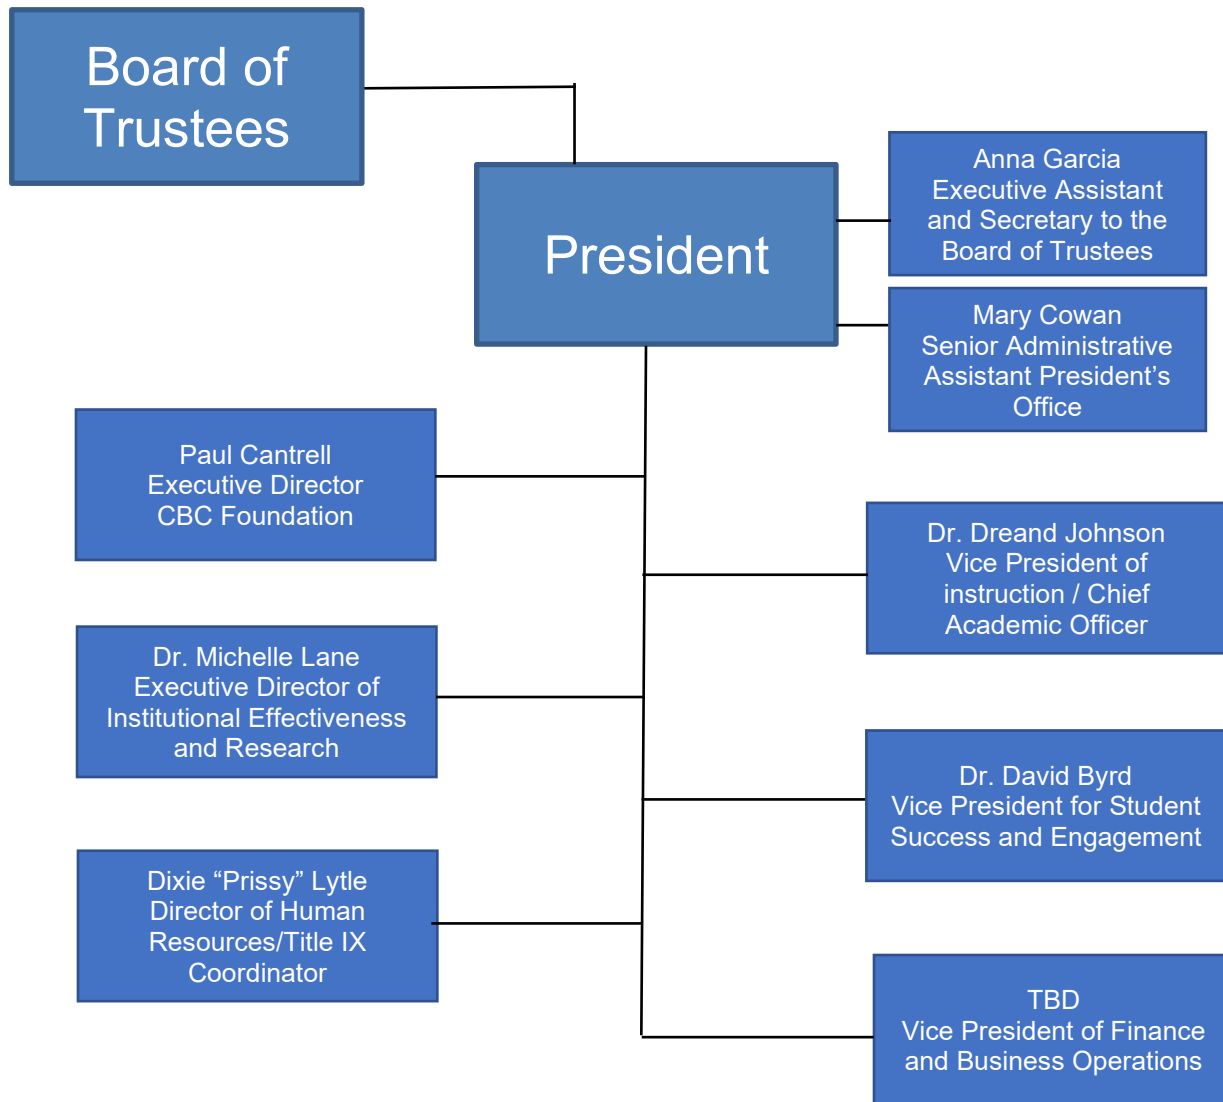 Board of
Trustees
President
Anna Garcia
Executive Assistant
and Secretary to the
Board of Trustees
Mary Cowan
Senior Administrative
Assistant President’s
Office
Paul Cantrell
Executive Director
CBC Foundation
Dr. Dreand Johnson
Vice President of
instruction / Chief
Academic Officer
Dr. Michelle Lane
Executive Director of
Institutional Effectiveness
and Research
Dr. David Byrd
Vice President for Student
Success and Engagement
Dixie “Prissy” Lytle
Director of Human
Resources/Title IX
Coordinator
TBD
Vice President of Finance
and Business Operations